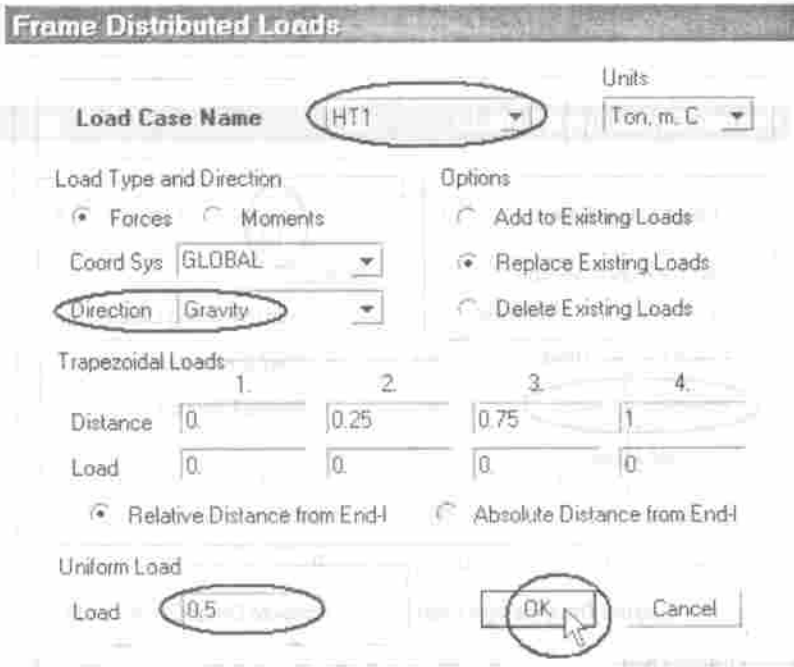 Frame Distributed Loads
Units
Load Case Name HT1 Ton, m, C
Load Type and Direction Options
Forces Moments Add to Existing Loads
Coord Sys GLOBAL Replace Existing Loads
Direction Gravity Delete Existing Loads
Trapezoidal Loads
1. 2. 3. 4.
Distance 0. 0.25 0.75 1.
Load 0. 0. 0. 0.
Relative Distance from End-I Absolute Distance from End-I
Uniform Load
Load 0.5 OK Cancel